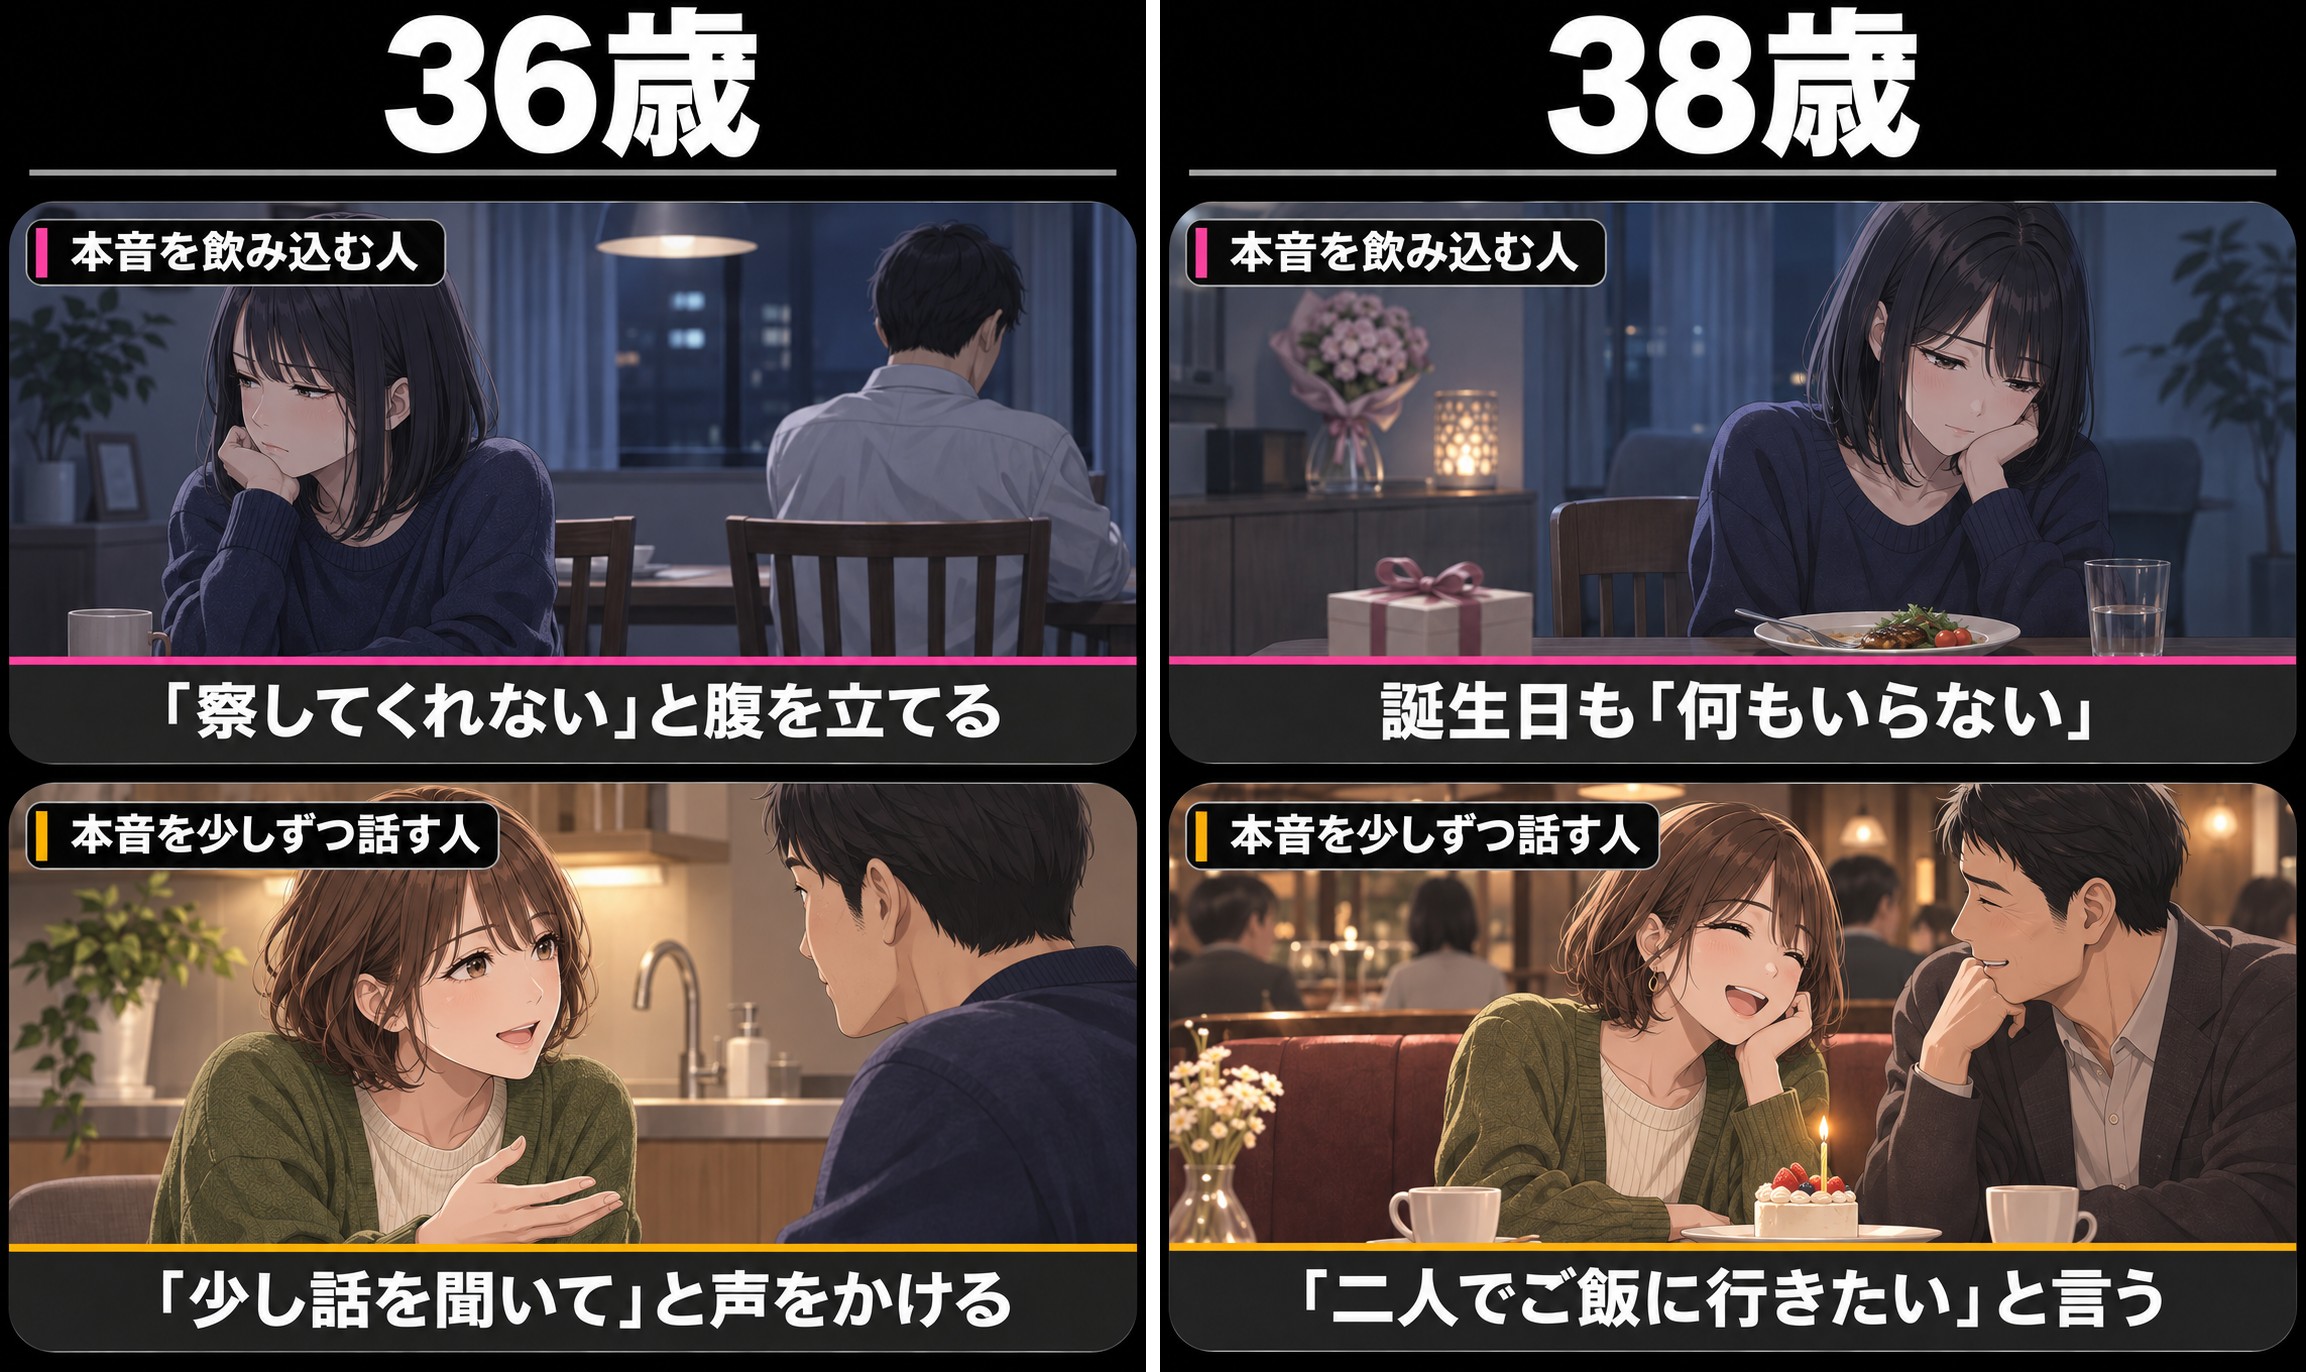 36歳
本音を飲み込む人
「察してくれない」と腹を立てる
本音を少しずつ話す人
「少し話を聞いて」と声をかける
38歳
本音を飲み込む人
誕生日も「何もいらない」
本音を少しずつ話す人
「二人でご飯に行きたい」と言う